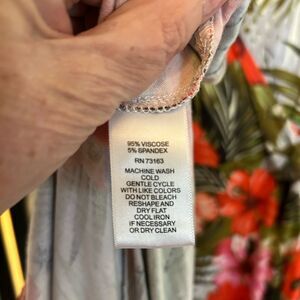 95% VISCOSE
5% SPANDEX
RN 73163
MACHINE WASH
COLD
GENTLE CYCLE
WITH LIKE COLORS
DO NOT BLEACH
RESHAPE AND
DRY FLAT
COOL IRON
IF NECESSARY
OR DRY CLEAN